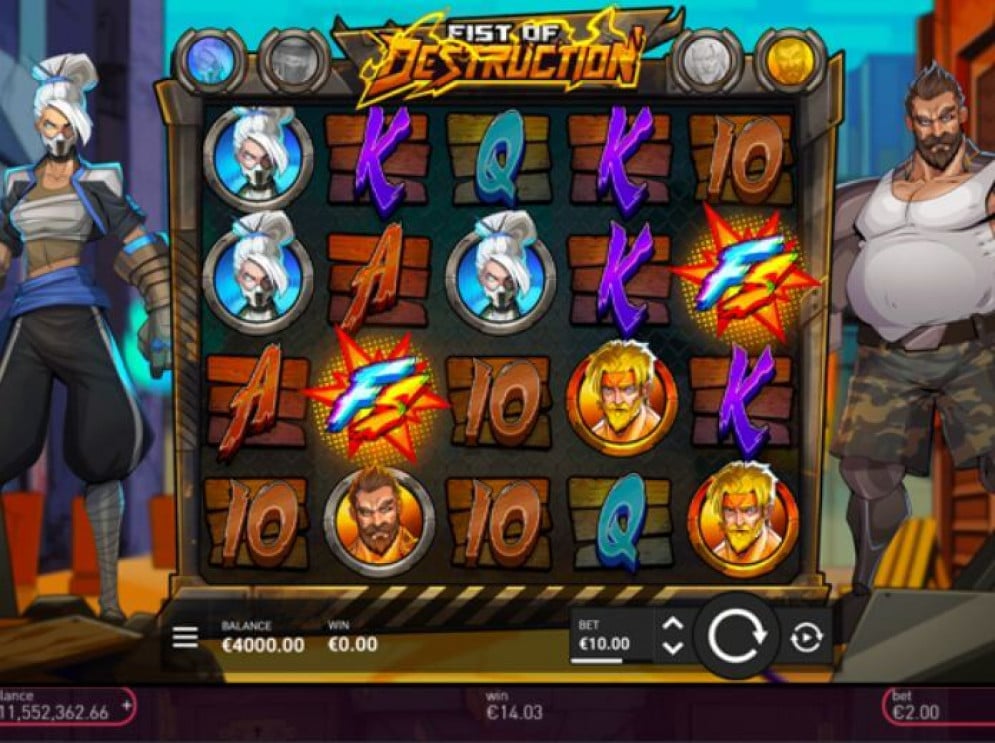 FIST OF
DESTRUCTION
K Q K 10
A K FS
A FS 10 K
10 10 Q
BALANCE WIN BET
€4000.00 €0.00 €10.00
lance win bet
11,552,362.66 + €14.03 €2.00